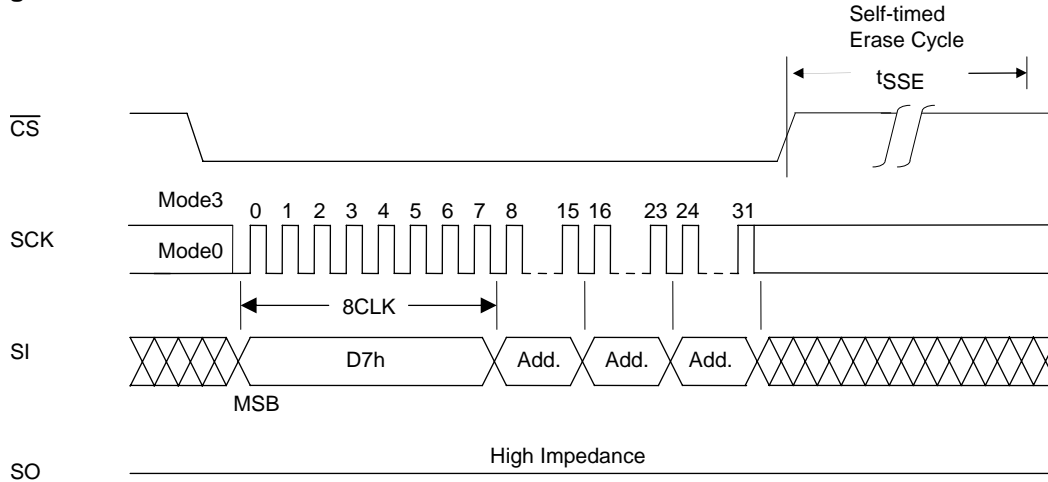 Self-timed
Erase Cycle
tSSE
CS
Mode3
0 1 2 3 4 5 6 7 8 15 16 23 24 31
SCK
Mode0
8CLK
SI
D7h
Add.
Add.
Add.
MSB
High Impedance
SO